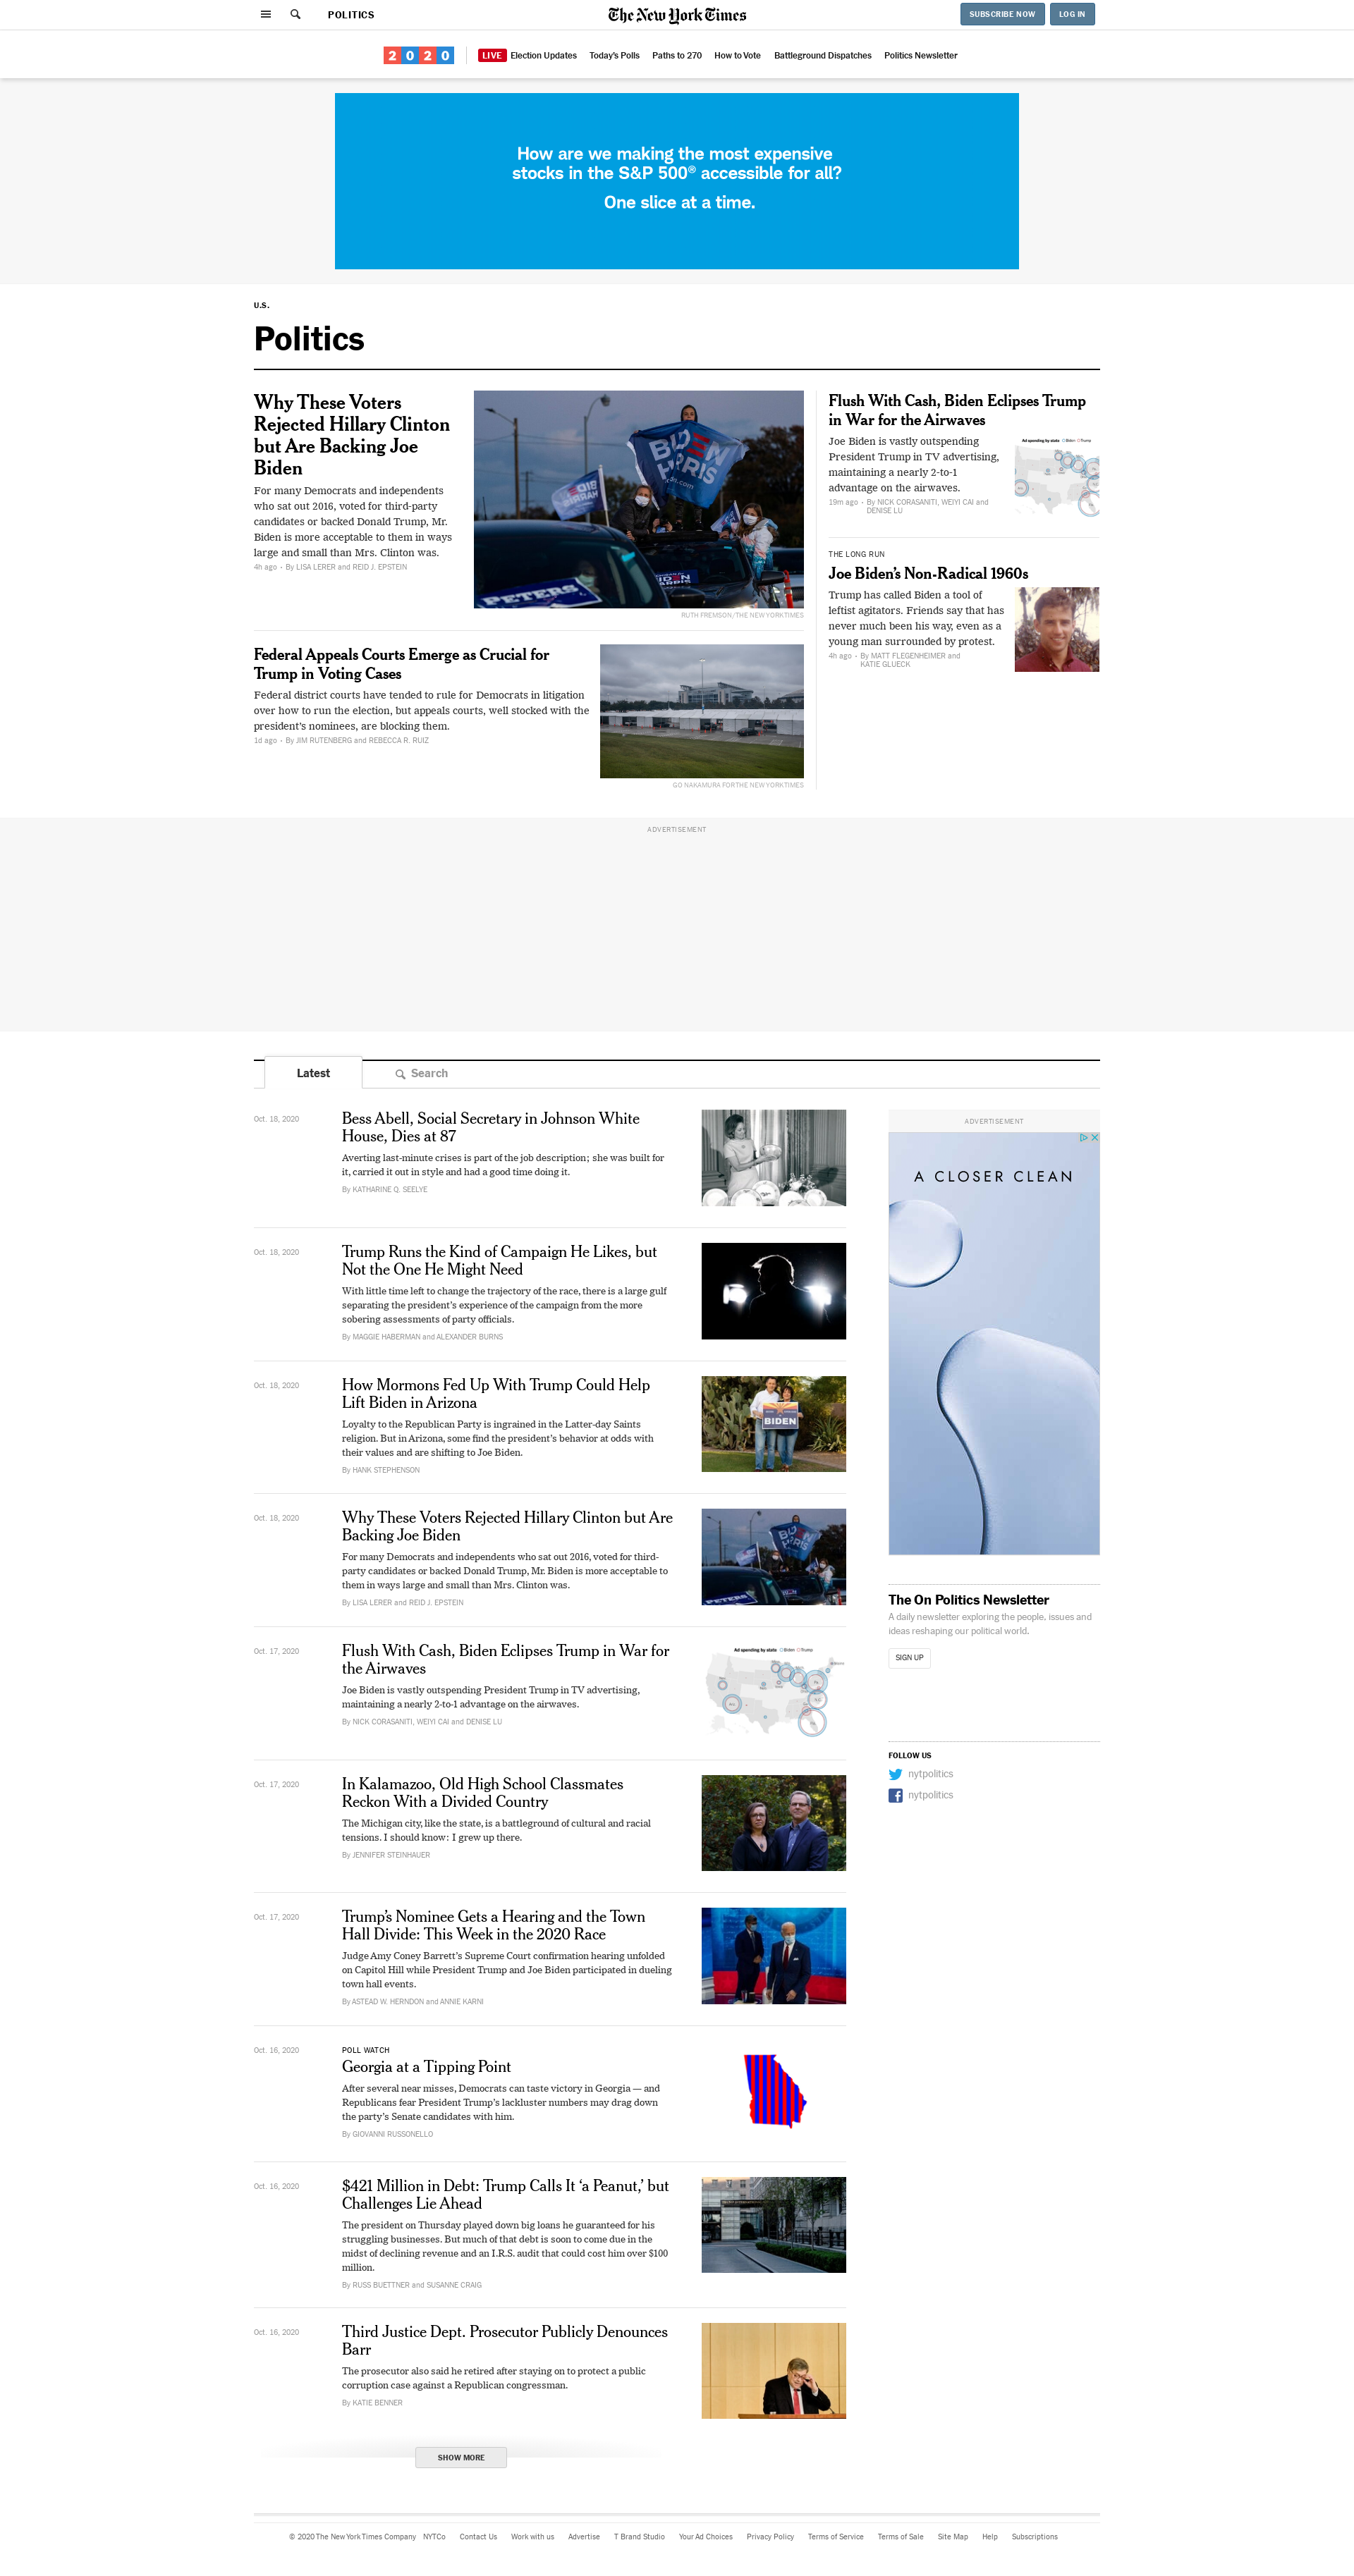 POLITICS
The New York Times
SUBSCRIBE NOW
LOG IN
2020
LIVE Election Updates
Today's Polls
Paths to 270
How to Vote
Battleground Dispatches
Politics Newsletter
How are we making the most expensive
stocks in the S&P 500® accessible for all?
One slice at a time.
U.S.
Politics
Why These Voters
Rejected Hillary Clinton
but Are Backing Joe
Biden
For many Democrats and independents
who sat out 2016, voted for third-party
candidates or backed Donald Trump, Mr.
Biden is more acceptable to them in ways
large and small than Mrs. Clinton was.
4h ago • By LISA LERER and REID J. EPSTEIN
BIDEN
HARRIS
PETERS
RUTH FREMSON/THE NEW YORK TIMES
Federal Appeals Courts Emerge as Crucial for
Trump in Voting Cases
Federal district courts have tended to rule for Democrats in litigation
over how to run the election, but appeals courts, well stocked with the
president's nominees, are blocking them.
1d ago • By JIM RUTENBERG and REBECCA R. RUIZ
GO NAKAMURA FOR THE NEW YORK TIMES
Flush With Cash, Biden Eclipses Trump
in War for the Airwaves
Joe Biden is vastly outspending
President Trump in TV advertising,
maintaining a nearly 2-to-1
advantage on the airwaves.
19m ago • By NICK CORASANITI, WEIYI CAI and
DENISE LU
Ad spending by state Biden Trump
THE LONG RUN
Joe Biden's Non-Radical 1960s
Trump has called Biden a tool of
leftist agitators. Friends say that has
never much been his way, even as a
young man surrounded by protest.
4h ago • By MATT FLEGENHEIMER and
KATIE GLUECK
ADVERTISEMENT
Latest
Search
Oct. 18, 2020
Bess Abell, Social Secretary in Johnson White
House, Dies at 87
Averting last-minute crises is part of the job description; she was built for
it, carried it out in style and had a good time doing it.
By KATHARINE Q. SEELYE
Oct. 18, 2020
Trump Runs the Kind of Campaign He Likes, but
Not the One He Might Need
With little time left to change the trajectory of the race, there is a large gulf
separating the president's experience of the campaign from the more
sobering assessments of party officials.
By MAGGIE HABERMAN and ALEXANDER BURNS
Oct. 18, 2020
How Mormons Fed Up With Trump Could Help
Lift Biden in Arizona
Loyalty to the Republican Party is ingrained in the Latter-day Saints
religion. But in Arizona, some find the president's behavior at odds with
their values and are shifting to Joe Biden.
By HANK STEPHENSON
BIDEN
Oct. 18, 2020
Why These Voters Rejected Hillary Clinton but Are
Backing Joe Biden
For many Democrats and independents who sat out 2016, voted for third-
party candidates or backed Donald Trump, Mr. Biden is more acceptable to
them in ways large and small than Mrs. Clinton was.
By LISA LERER and REID J. EPSTEIN
Oct. 17, 2020
Flush With Cash, Biden Eclipses Trump in War for
the Airwaves
Joe Biden is vastly outspending President Trump in TV advertising,
maintaining a nearly 2-to-1 advantage on the airwaves.
By NICK CORASANITI, WEIYI CAI and DENISE LU
Ad spending by state Biden Trump
Oct. 17, 2020
In Kalamazoo, Old High School Classmates
Reckon With a Divided Country
The Michigan city, like the state, is a battleground of cultural and racial
tensions. I should know: I grew up there.
By JENNIFER STEINHAUER
Oct. 17, 2020
Trump's Nominee Gets a Hearing and the Town
Hall Divide: This Week in the 2020 Race
Judge Amy Coney Barrett's Supreme Court confirmation hearing unfolded
on Capitol Hill while President Trump and Joe Biden participated in dueling
town hall events.
By ASTEAD W. HERNDON and ANNIE KARNI
Oct. 16, 2020
POLL WATCH
Georgia at a Tipping Point
After several near misses, Democrats can taste victory in Georgia — and
Republicans fear President Trump's lackluster numbers may drag down
the party's Senate candidates with him.
By GIOVANNI RUSSONELLO
Oct. 16, 2020
$421 Million in Debt: Trump Calls It ‘a Peanut,’ but
Challenges Lie Ahead
The president on Thursday played down big loans he guaranteed for his
struggling businesses. But much of that debt is soon to come due in the
midst of declining revenue and an I.R.S. audit that could cost him over $100
million.
By RUSS BUETTNER and SUSANNE CRAIG
Oct. 16, 2020
Third Justice Dept. Prosecutor Publicly Denounces
Barr
The prosecutor also said he retired after staying on to protect a public
corruption case against a Republican congressman.
By KATIE BENNER
SHOW MORE
ADVERTISEMENT
A CLOSER CLEAN
The On Politics Newsletter
A daily newsletter exploring the people, issues and
ideas reshaping our political world.
SIGN UP
FOLLOW US
nytpolitics
nytpolitics
© 2020 The New York Times Company
NYTCo
Contact Us
Work with us
Advertise
T Brand Studio
Your Ad Choices
Privacy Policy
Terms of Service
Terms of Sale
Site Map
Help
Subscriptions